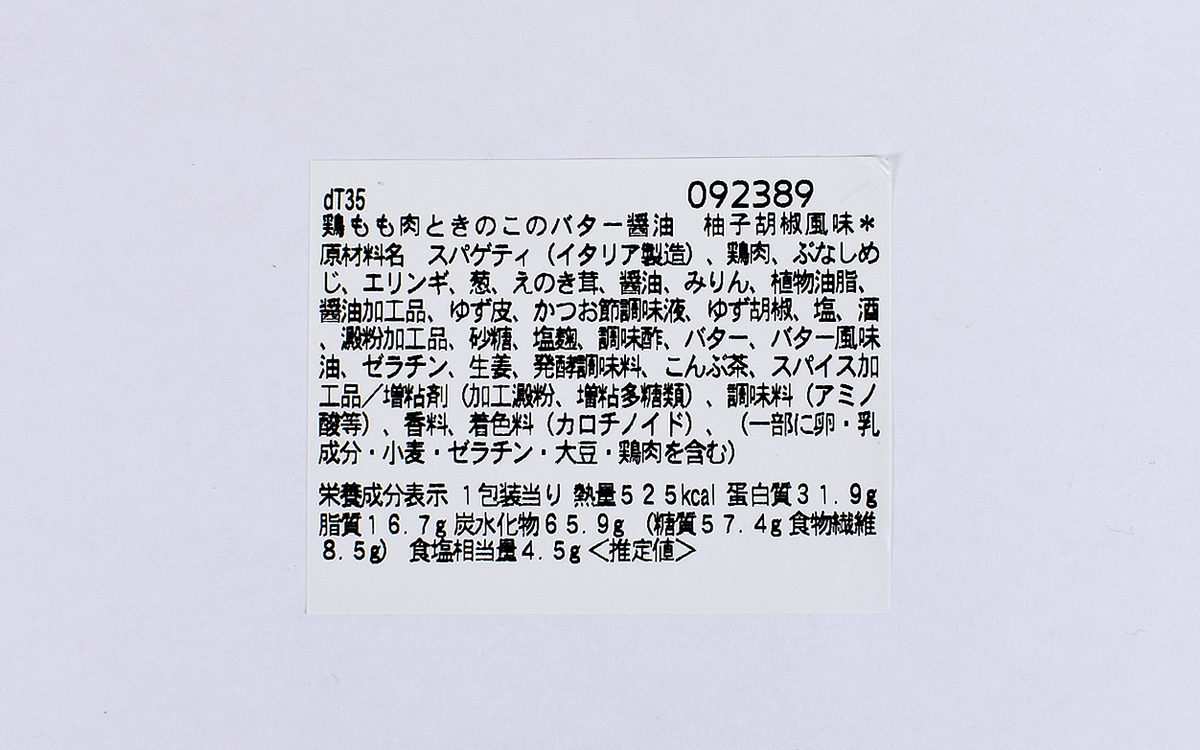 dT35 092389
鶏もも肉ときのこのバター醤油 柚子胡椒風味＊
原材料名 スパゲティ（イタリア製造）、鶏肉、ぶなしめ
じ、エリンギ、葱、えのき茸、醤油、みりん、植物油脂、
醤油加工品、ゆず皮、かつお節調味液、ゆず胡椒、塩、酒
、澱粉加工品、砂糖、塩麹、調味酢、バター、バター風味
油、ゼラチン、生姜、発酵調味料、こんぶ茶、スパイス加
工品／増粘剤（加工澱粉、増粘多糖類）、調味料（アミノ
酸等）、香料、着色料（カロチノイド）、（一部に卵・乳
成分・小麦・ゼラチン・大豆・鶏肉を含む）
栄養成分表示 1包装当り 熱量525kcal 蛋白質31.9g
脂質16.7g 炭水化物65.9g （糖質57.4g 食物繊維
8.5g） 食塩相当量4.5g ＜推定値＞